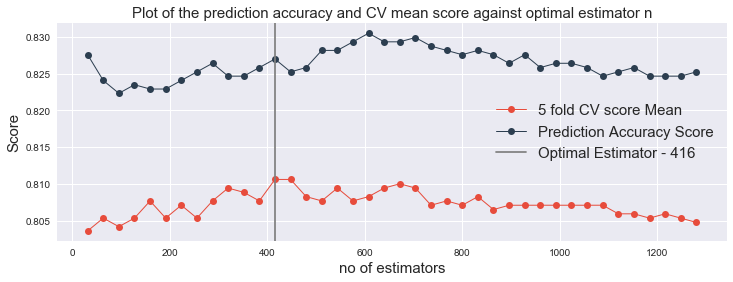 Plot of the prediction accuracy and CV mean score against optimal estimator n
0.830
0.825
0.820
0.815
0.810
0.805
Score
5 fold CV score Mean
Prediction Accuracy Score
Optimal Estimator - 416
0 200 400 600 800 1000 1200
no of estimators